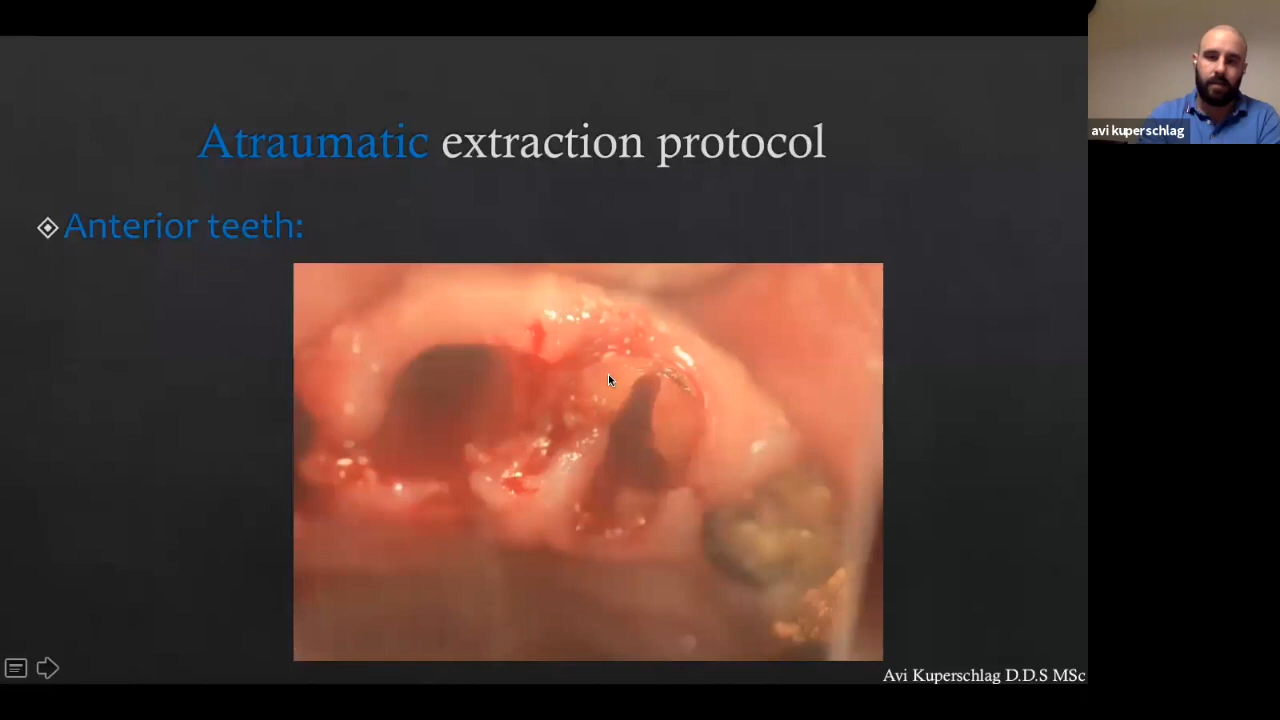 Atraumatic extraction protocol
Anterior teeth:
avi kuperschlag
Avi Kuperschlag D.D.S MSc